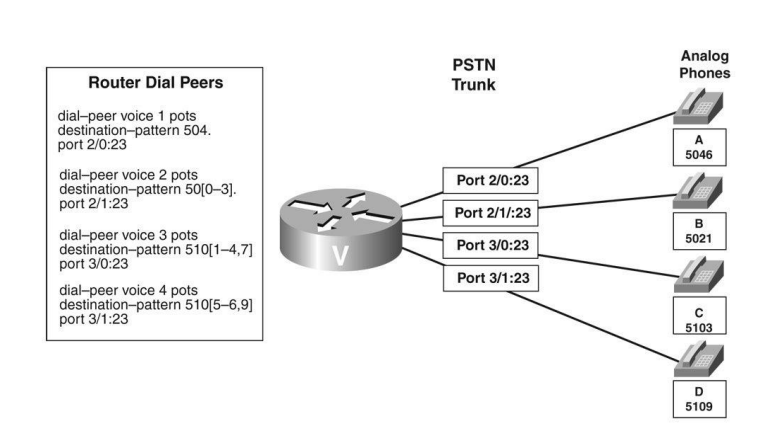 Router Dial Peers
dial–peer voice 1 pots
destination–pattern 504.
port 2/0:23
dial–peer voice 2 pots
destination–pattern 50[0–3].
port 2/1:23
dial–peer voice 3 pots
destination–pattern 510[1–4,7]
port 3/0:23
dial–peer voice 4 pots
destination–pattern 510[5–6,9]
port 3/1:23
V
PSTN
Trunk
Port 2/0:23
Port 2/1/:23
Port 3/0:23
Port 3/1:23
Analog
Phones
A
5046
B
5021
C
5103
D
5109